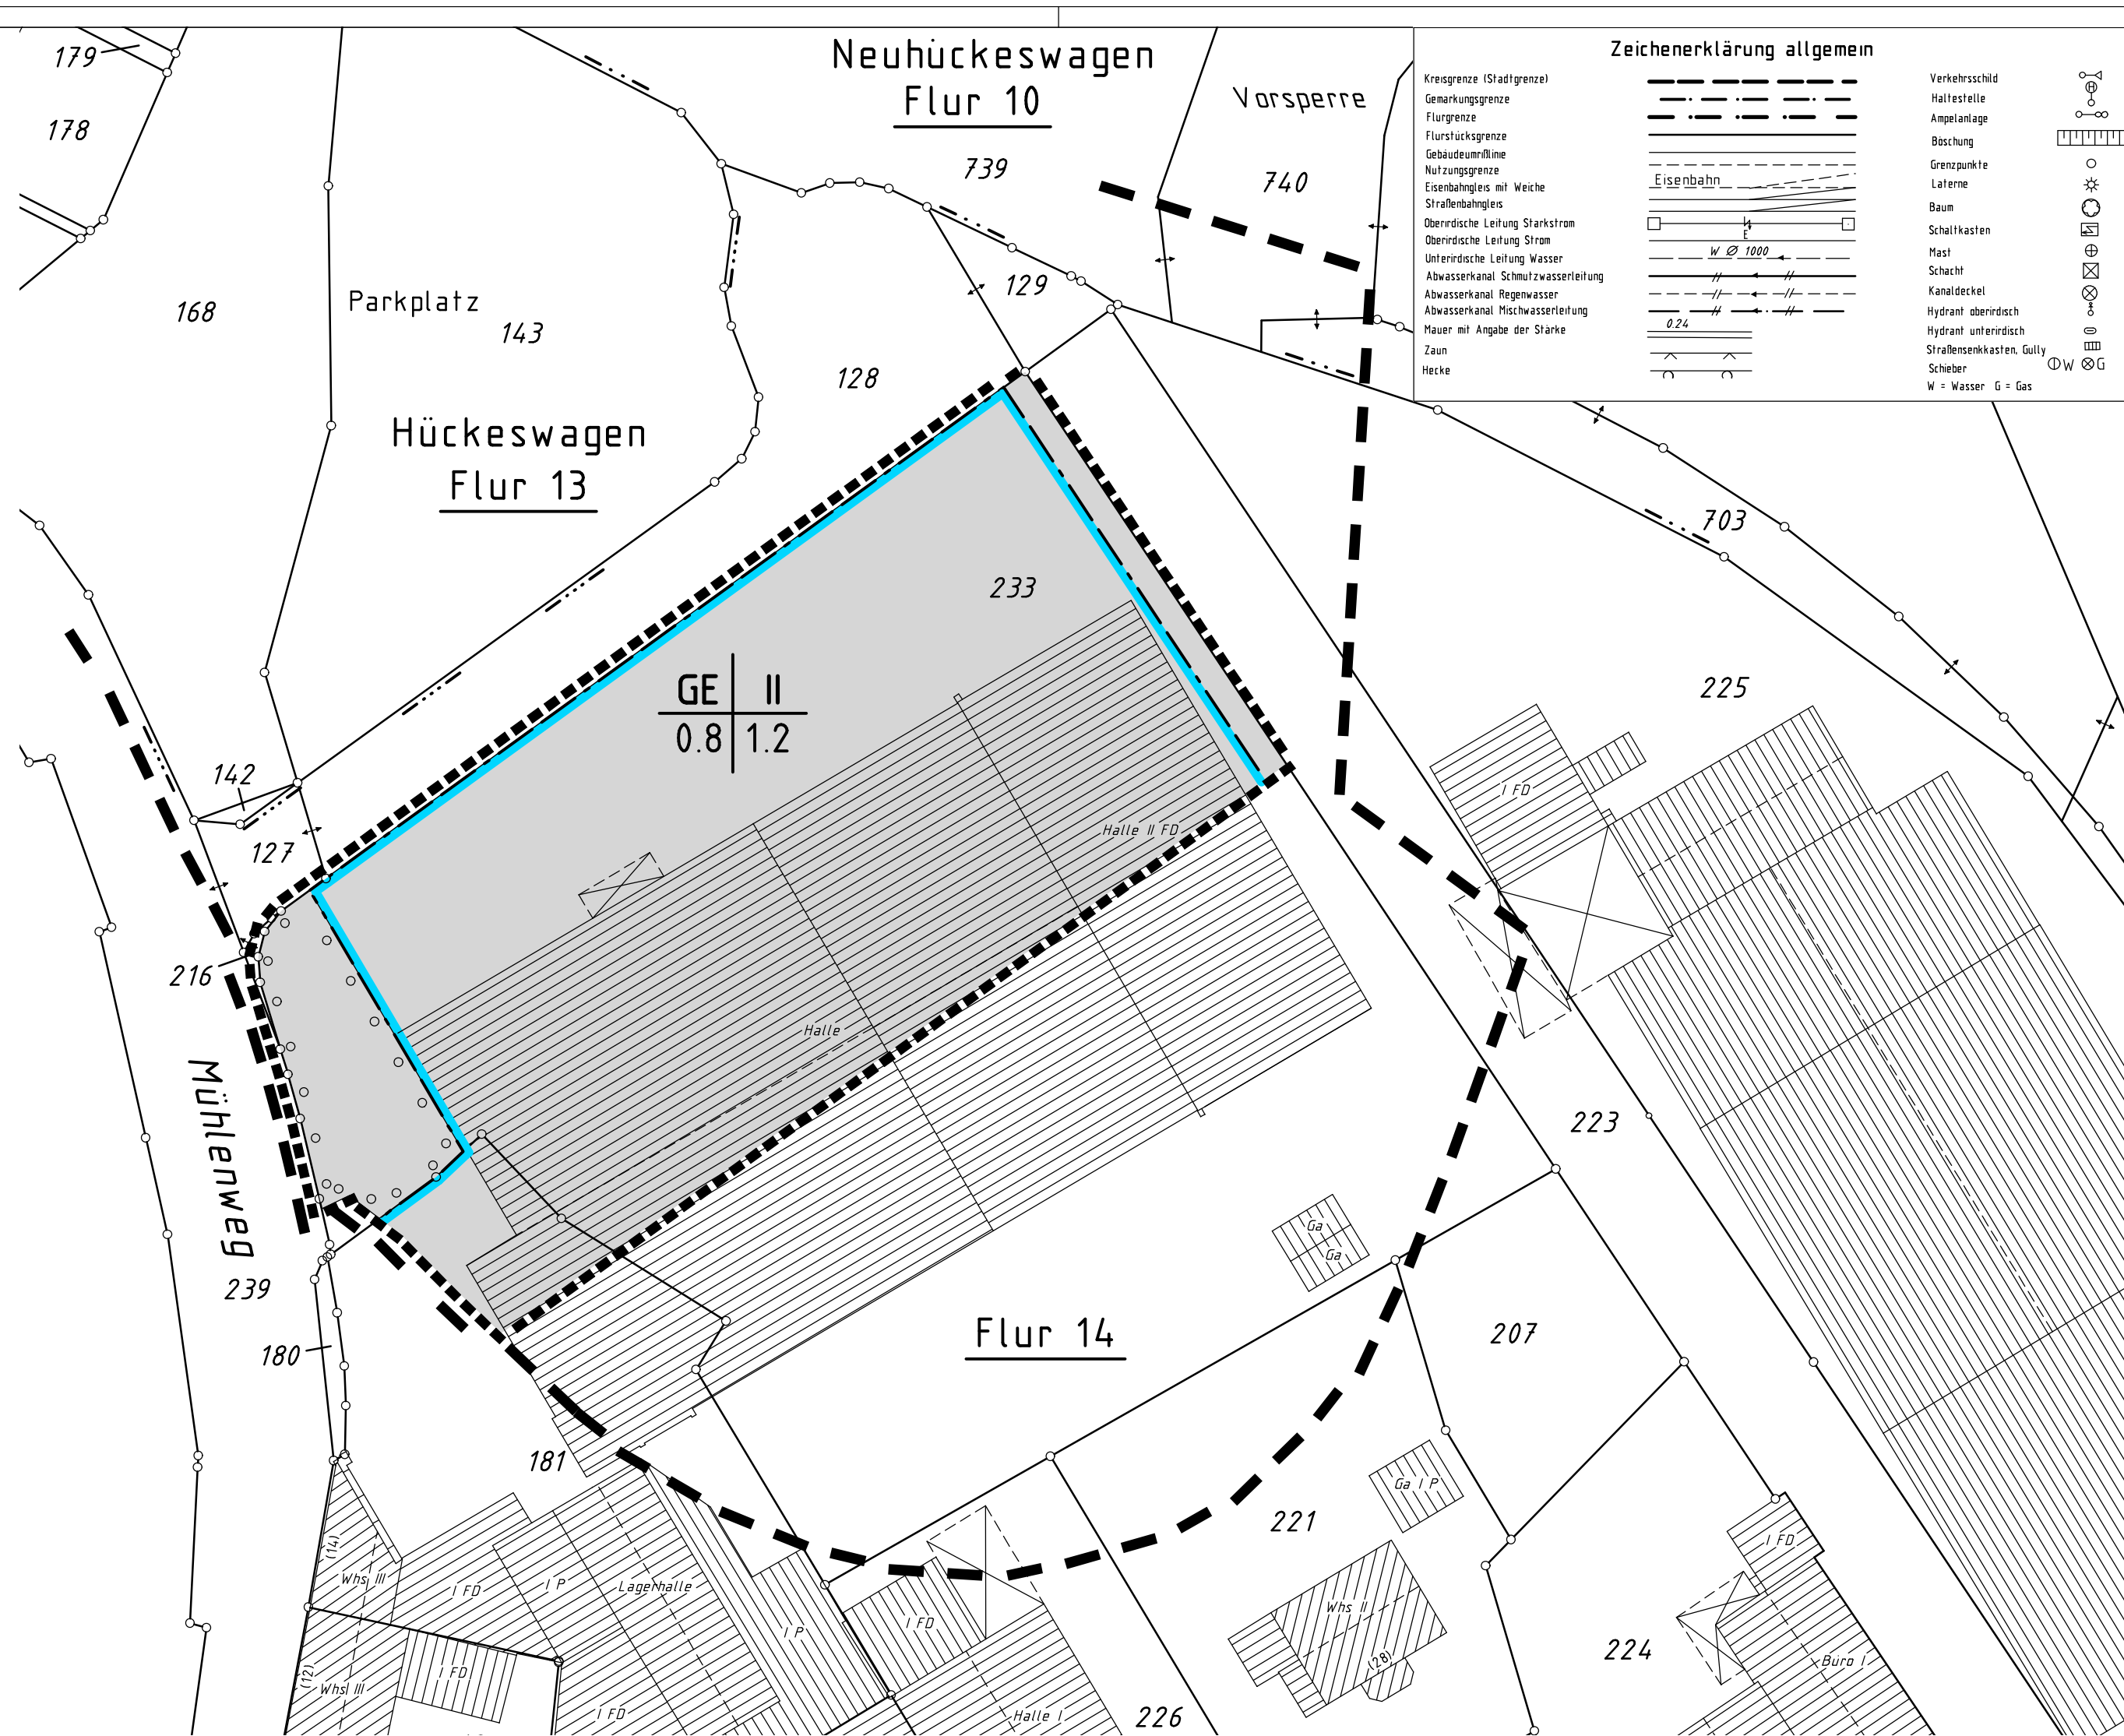 179
178
168
Parkplatz
143
Neuhückeswagen
Flur 10
739
Vorsperre
740
129
128
Hückeswagen
Flur 13
Zeichenerklärung allgemein
Kreisgrenze (Stadtgrenze)
Gemarkungsgrenze
Flurgrenze
Flurstücksgrenze
Gebäudeumrißlinie
Nutzungsgrenze
Eisenbahngleis mit Weiche
Eisenbahn
Straßenbahngleis
Oberirdische Leitung Starkstrom
Oberirdische Leitung Strom
E
Unterirdische Leitung Wasser
W Ø 1000
Abwasserkanal Schmutzwasserleitung
Abwasserkanal Regenwasser
Abwasserkanal Mischwasserleitung
Mauer mit Angabe der Stärke
0.24
Zaun
Hecke
Verkehrsschild
Haltestelle
H
Ampelanlage
Böschung
Grenzpunkte
Laterne
Baum
Schaltkasten
Mast
Schacht
Kanaldeckel
Hydrant oberirdisch
Hydrant unterirdisch
Straßensenkkasten, Gully
Schieber
W G
W = Wasser G = Gas
703
233
225
GE II
0.8 1.2
142
127
216
Halle II FD
Halle
I FD
Mühlenweg
239
180
181
223
Ga
Ga
Flur 14
207
221
Ga I P
(14)
Whs III
I FD
I P
Lagerhalle
I P
I FD
Whs II
(28)
I FD
224
Büro I
(12)
Whs III
I FD
I FD
Halle I
226